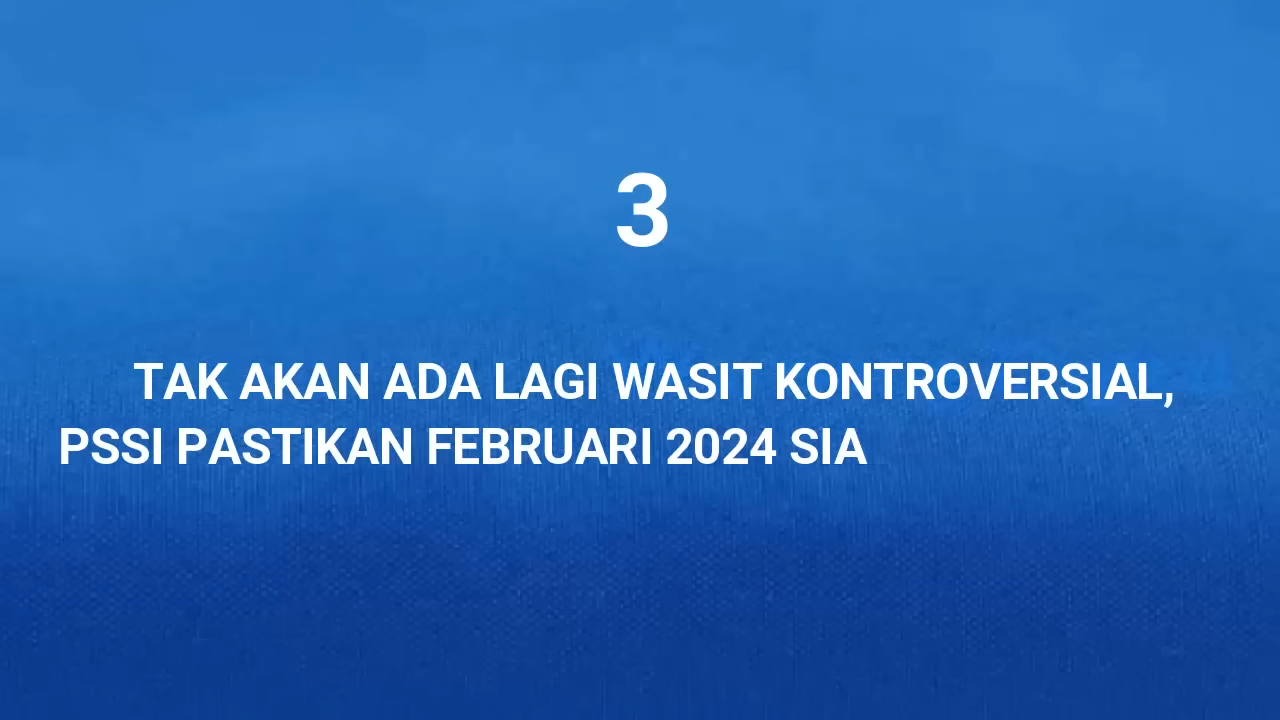 3
TAK AKAN ADA LAGI WASIT KONTROVERSIAL,
PSSI PASTIKAN FEBRUARI 2024 SIA